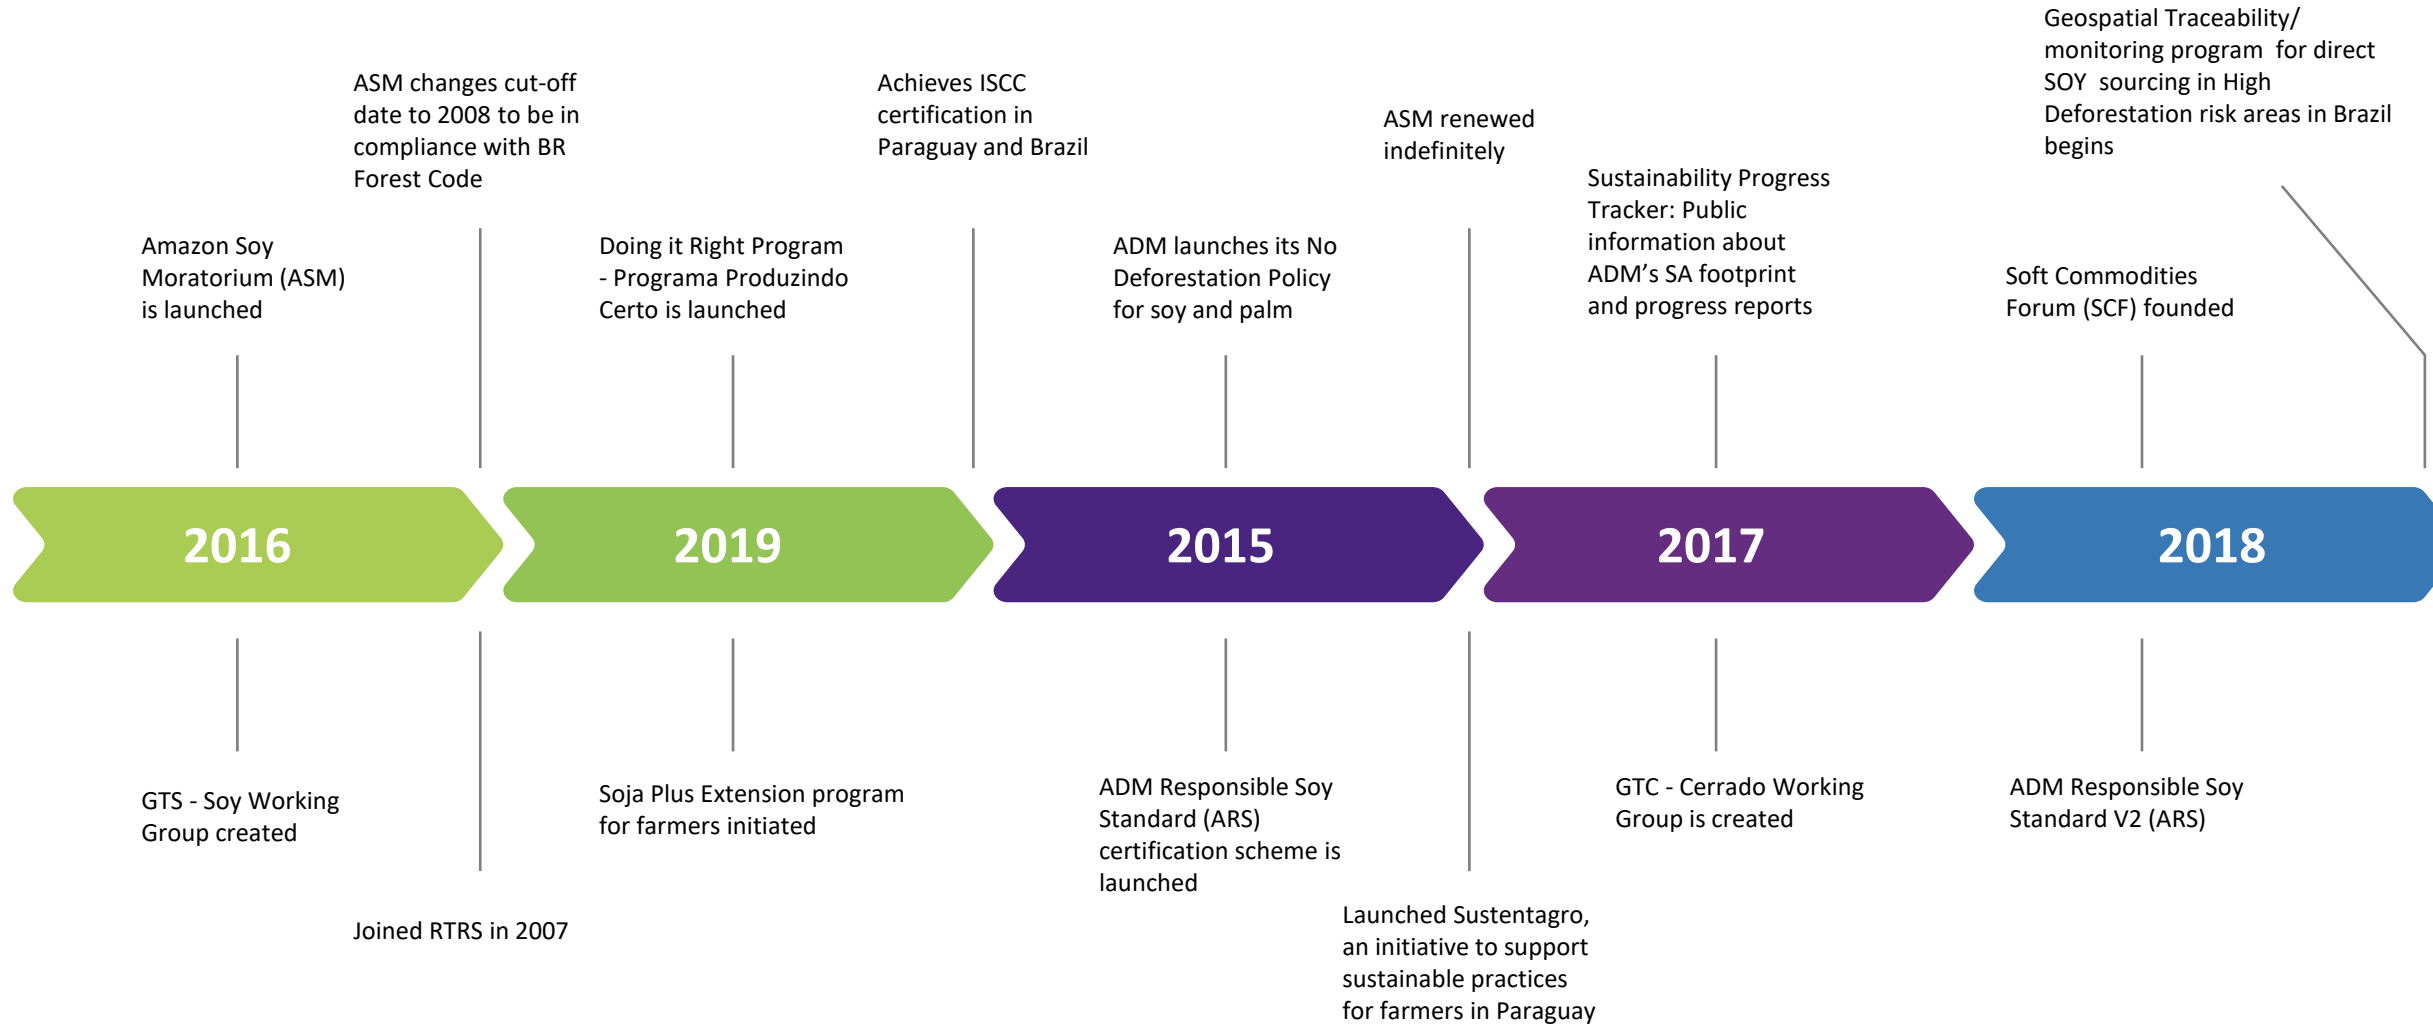 Geospatial Traceability/
monitoring program for direct
SOY sourcing in High
Deforestation risk areas in Brazil
begins
ASM changes cut-off
date to 2008 to be in
compliance with BR
Forest Code
Achieves ISCC
certification in
Paraguay and Brazil
ASM renewed
indefinitely
Sustainability Progress
Tracker: Public
information about
ADM’s SA footprint
and progress reports
Amazon Soy
Moratorium (ASM)
is launched
Doing it Right Program
- Programa Produzindo
Certo is launched
ADM launches its No
Deforestation Policy
for soy and palm
Soft Commodities
Forum (SCF) founded
2016
2019
2015
2017
2018
GTS - Soy Working
Group created
Soja Plus Extension program
for farmers initiated
ADM Responsible Soy
Standard (ARS)
certification scheme is
launched
GTC - Cerrado Working
Group is created
ADM Responsible Soy
Standard V2 (ARS)
Joined RTRS in 2007
Launched Sustentagro,
an initiative to support
sustainable practices
for farmers in Paraguay